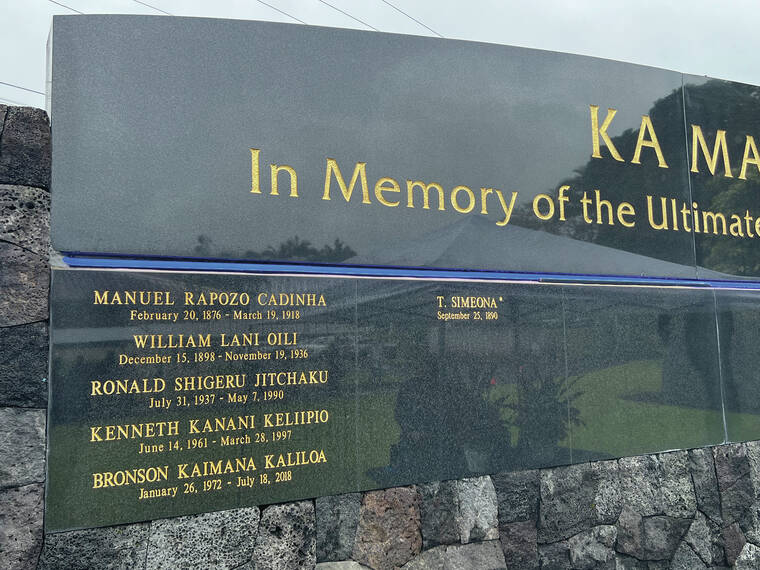 KA MA
In Memory of the Ultimate
MANUEL RAPOZO CADINHA
February 20, 1876 - March 19, 1918
WILLIAM LANI OILI
December 15, 1898 - November 19, 1936
RONALD SHIGERU JITCHAKU
July 31, 1937 - May 7, 1990
KENNETH KANANI KELIIPIO
June 14, 1961 - March 28, 1997
BRONSON KAIMANA KALILOA
January 26, 1972 - July 18, 2018
T. SIMEONA*
September 25, 1890